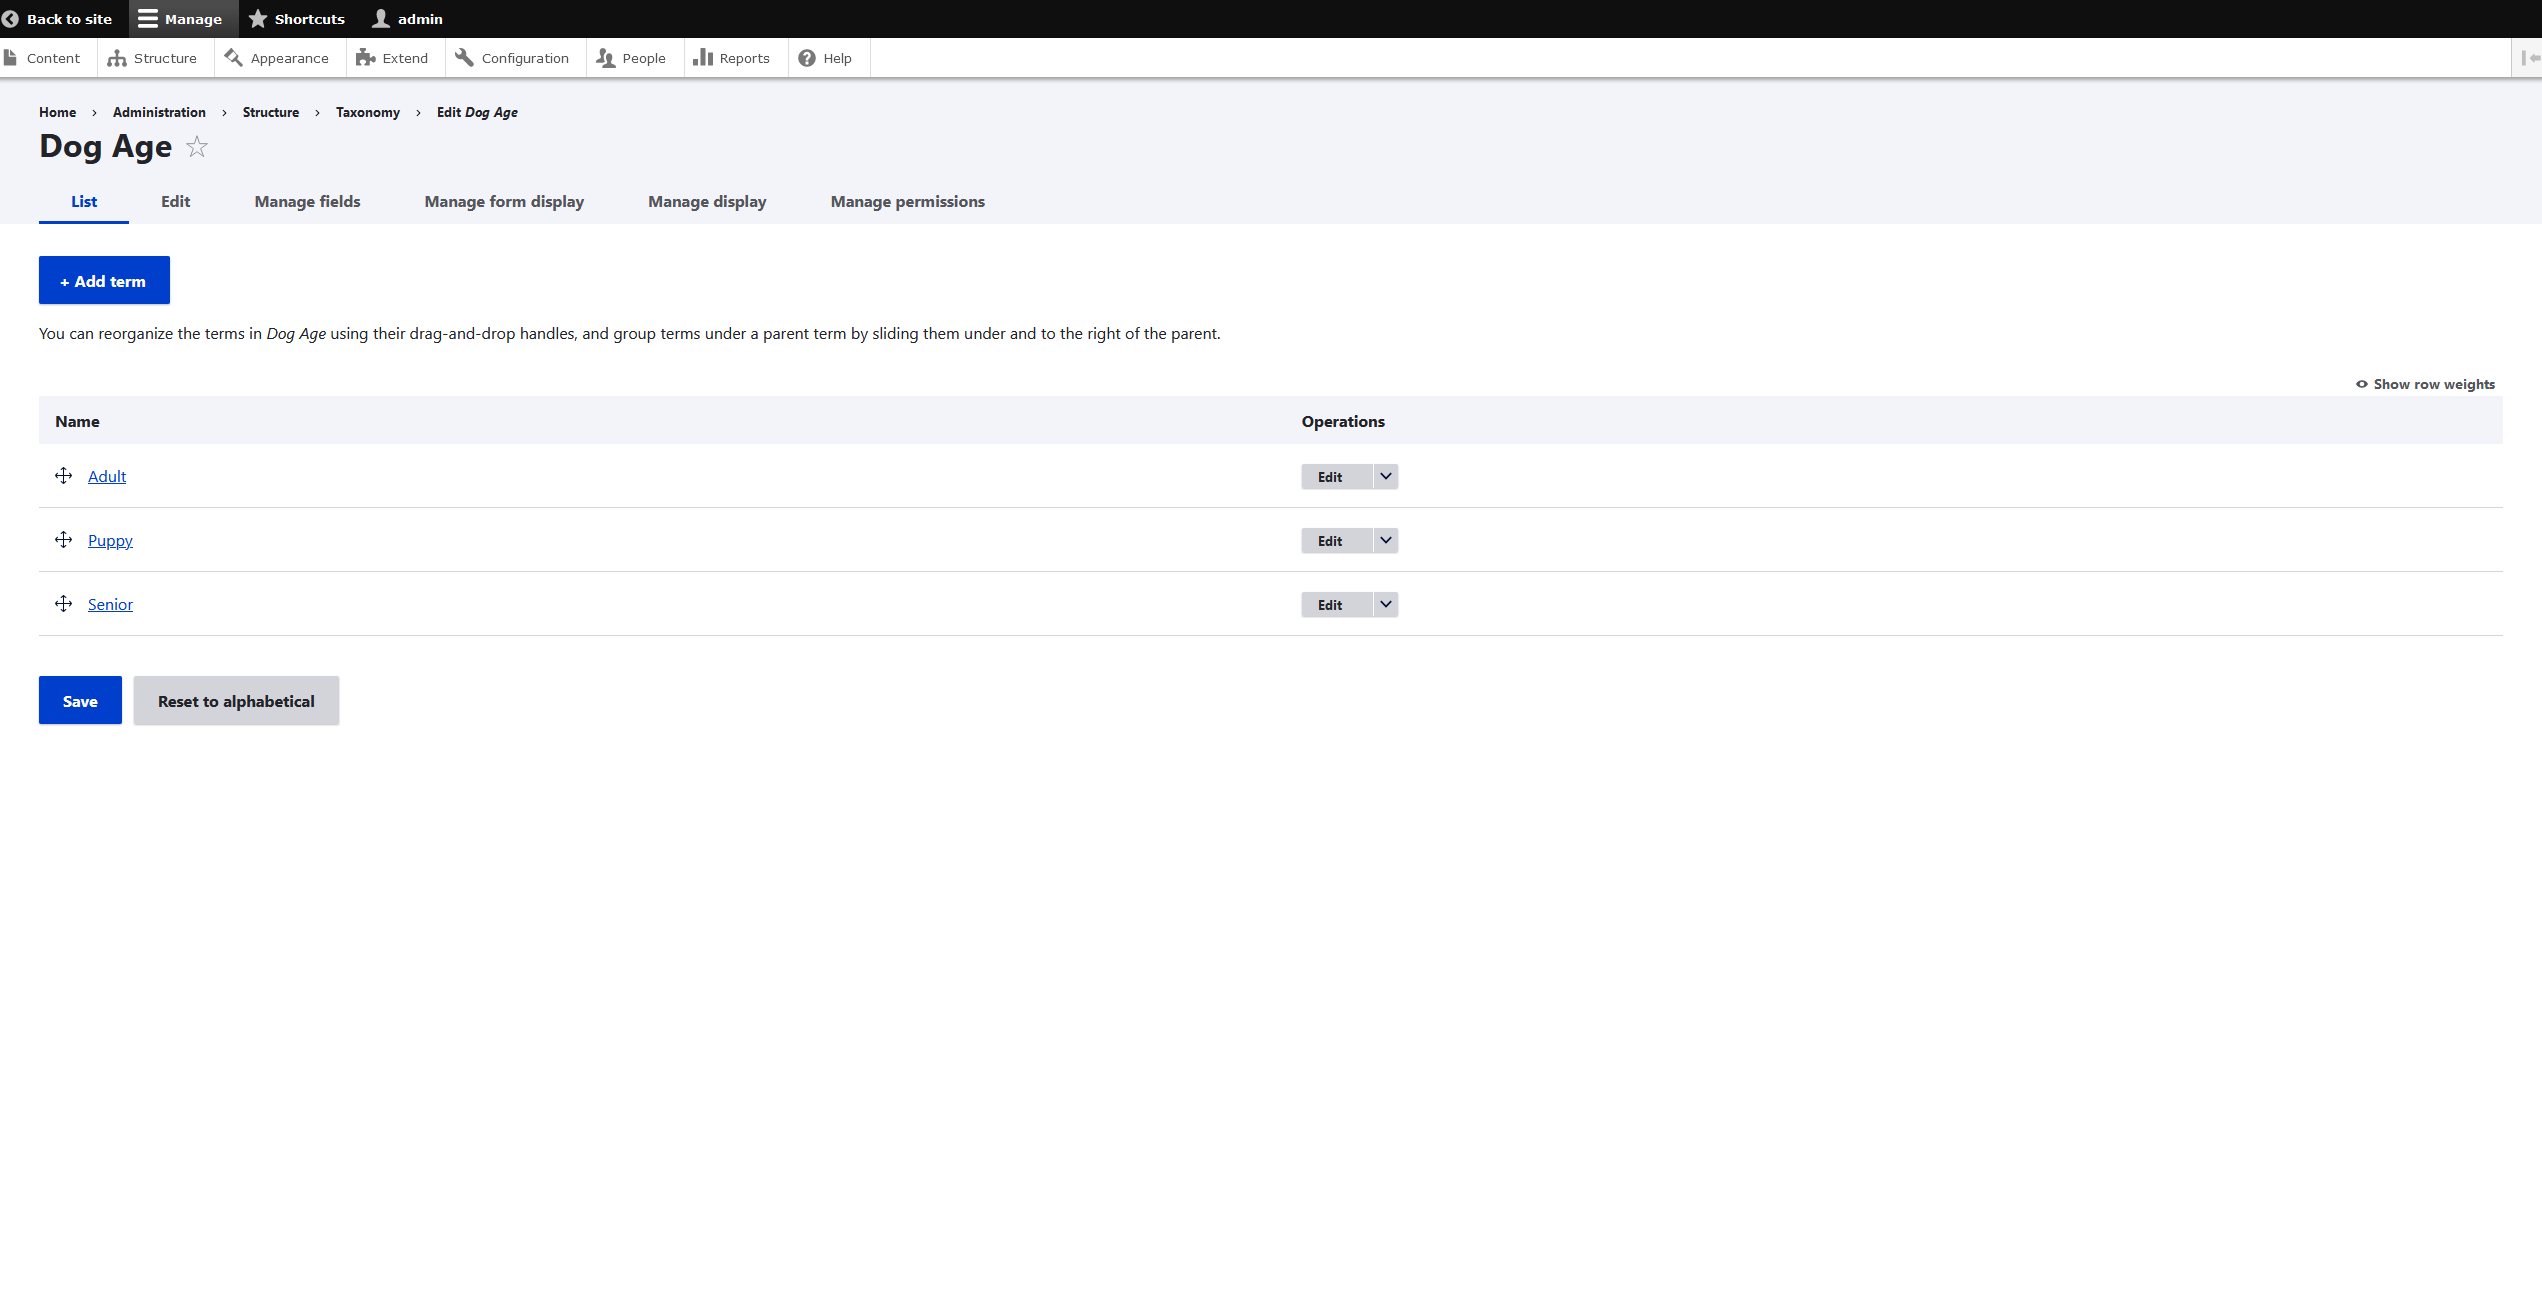 Back to site Manage Shortcuts admin
Content Structure Appearance Extend Configuration People Reports Help
Home › Administration › Structure › Taxonomy › Edit Dog Age
Dog Age
List Edit Manage fields Manage form display Manage display Manage permissions
+ Add term
You can reorganize the terms in Dog Age using their drag-and-drop handles, and group terms under a parent term by sliding them under and to the right of the parent.
Show row weights
Name Operations
Adult Edit
Puppy Edit
Senior Edit
Save Reset to alphabetical